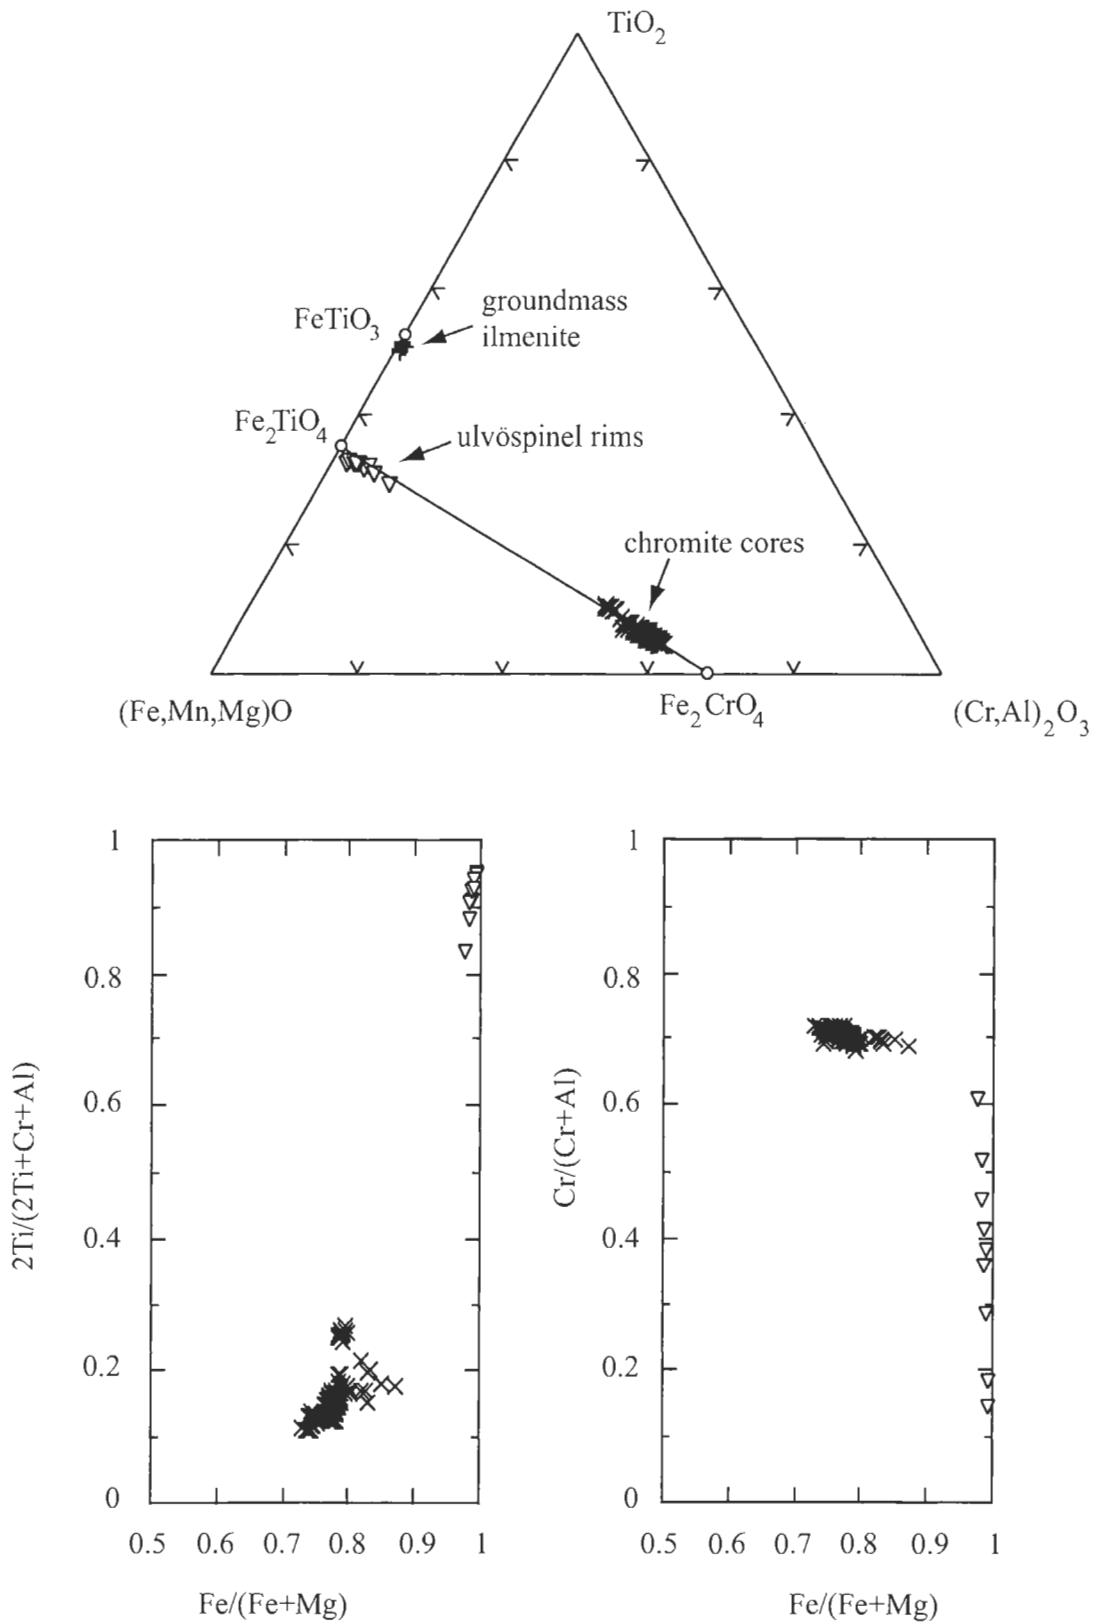 TiO₂
groundmass
ilmenite
FeTiO₃
Fe₂TiO₄
ulvöspinel rims
chromite cores
(Fe,Mn,Mg)O
Fe₂CrO₄
(Cr,Al)₂O₃
1
0.8
0.6
0.4
0.2
0
2Ti/(2Ti+Cr+Al)
0.5 0.6 0.7 0.8 0.9 1
Fe/(Fe+Mg)
1
0.8
0.6
0.4
0.2
0
Cr/(Cr+Al)
0.5 0.6 0.7 0.8 0.9 1
Fe/(Fe+Mg)